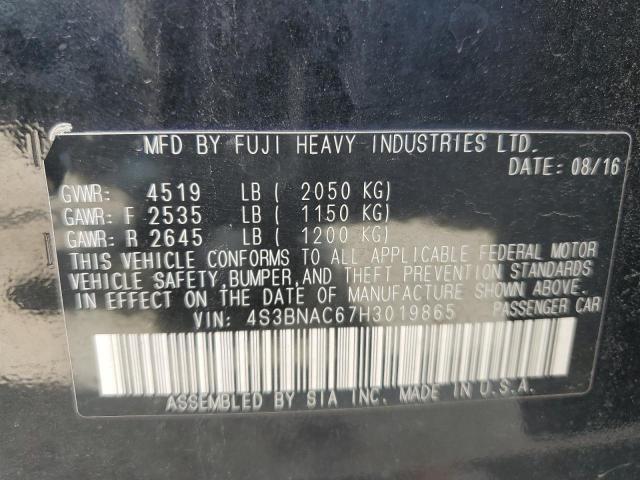 MFD BY FUJI HEAVY INDUSTRIES LTD.
DATE: 08/16
GVWR: 4519 LB ( 2050 KG)
GAWR: F 2535 LB ( 1150 KG)
GAWR: R 2645 LB ( 1200 KG)
THIS VEHICLE CONFORMS TO ALL APPLICABLE FEDERAL MOTOR
VEHICLE SAFETY,BUMPER,AND THEFT PREVENTION STANDARDS
IN EFFECT ON THE DATE OF MANUFACTURE SHOWN ABOVE.
VIN: 4S3BNAC67H3019865 PASSENGER CAR
ASSEMBLED BY SIA INC. MADE IN U.S.A.